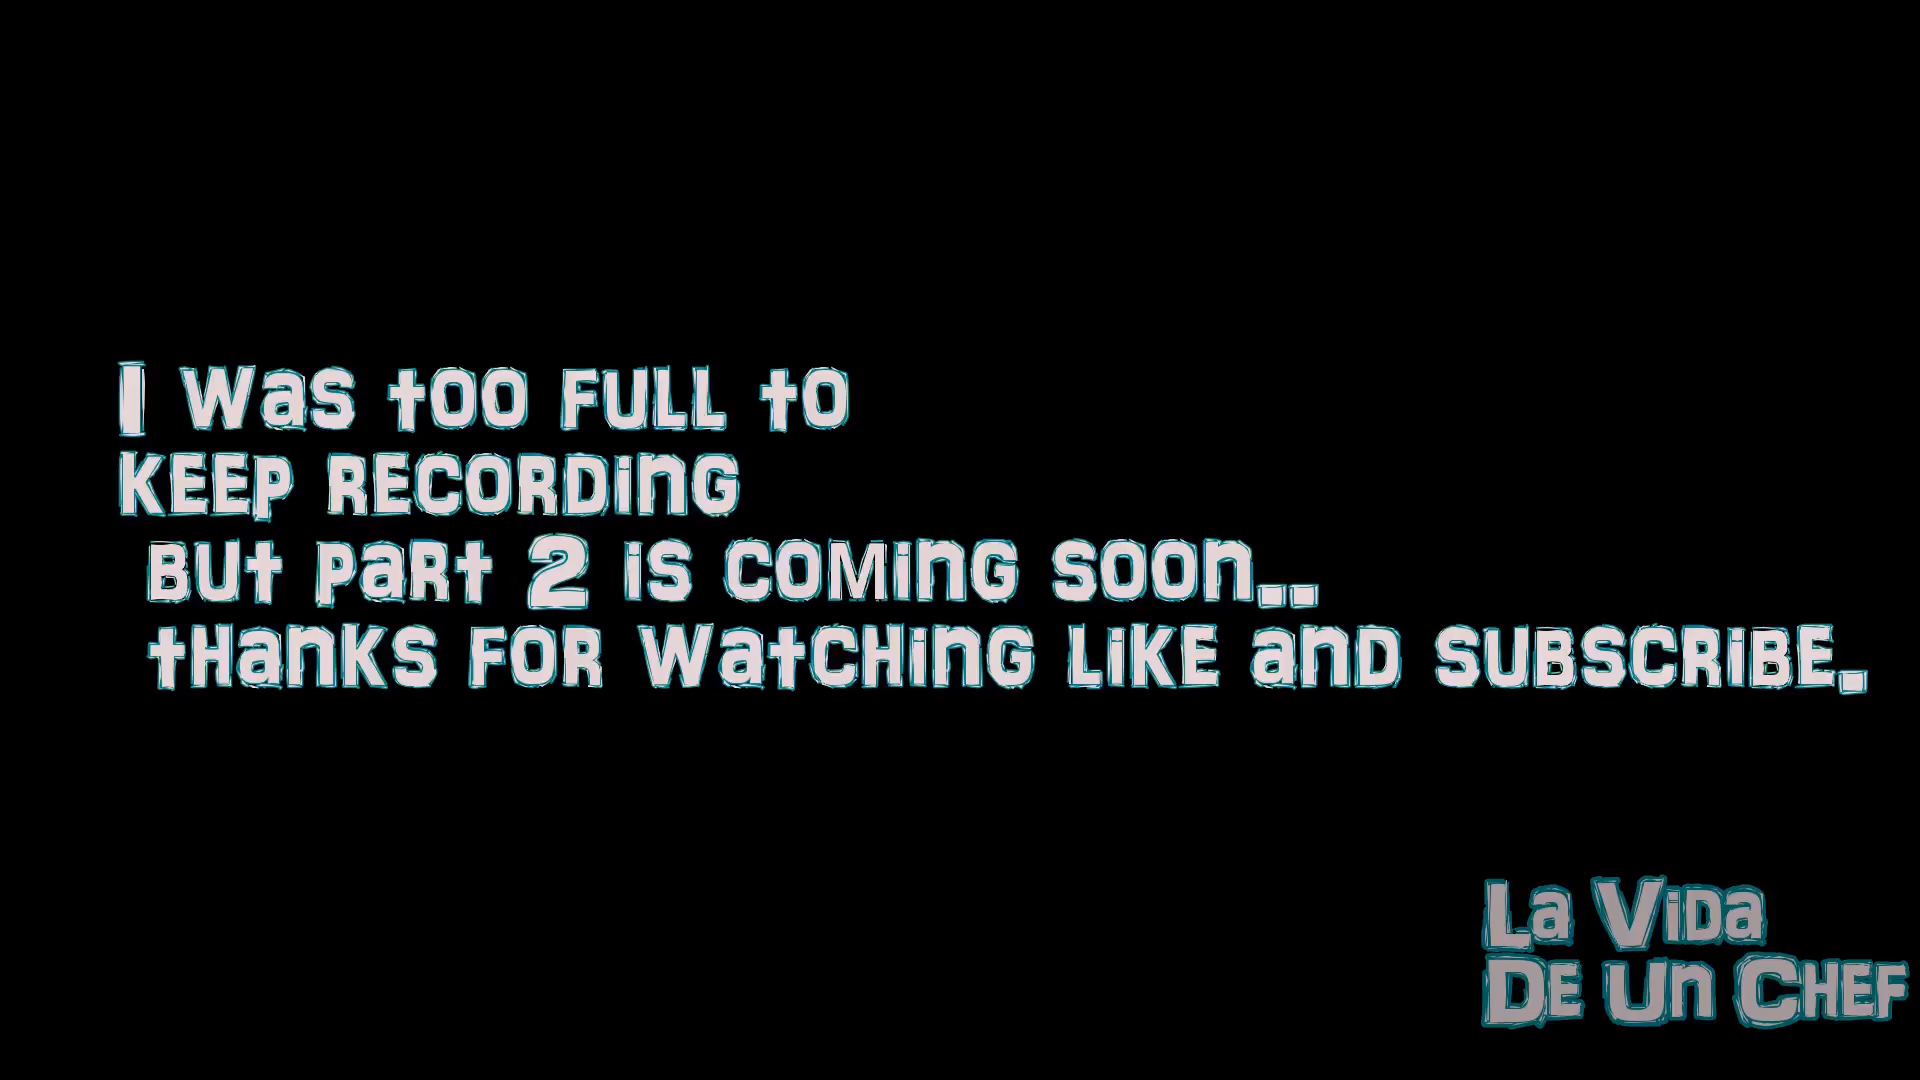 I was too full to
keep recording
but part 2 is coming soon..
thanks for watching like and subscribe.
La Vida
De Un Chef